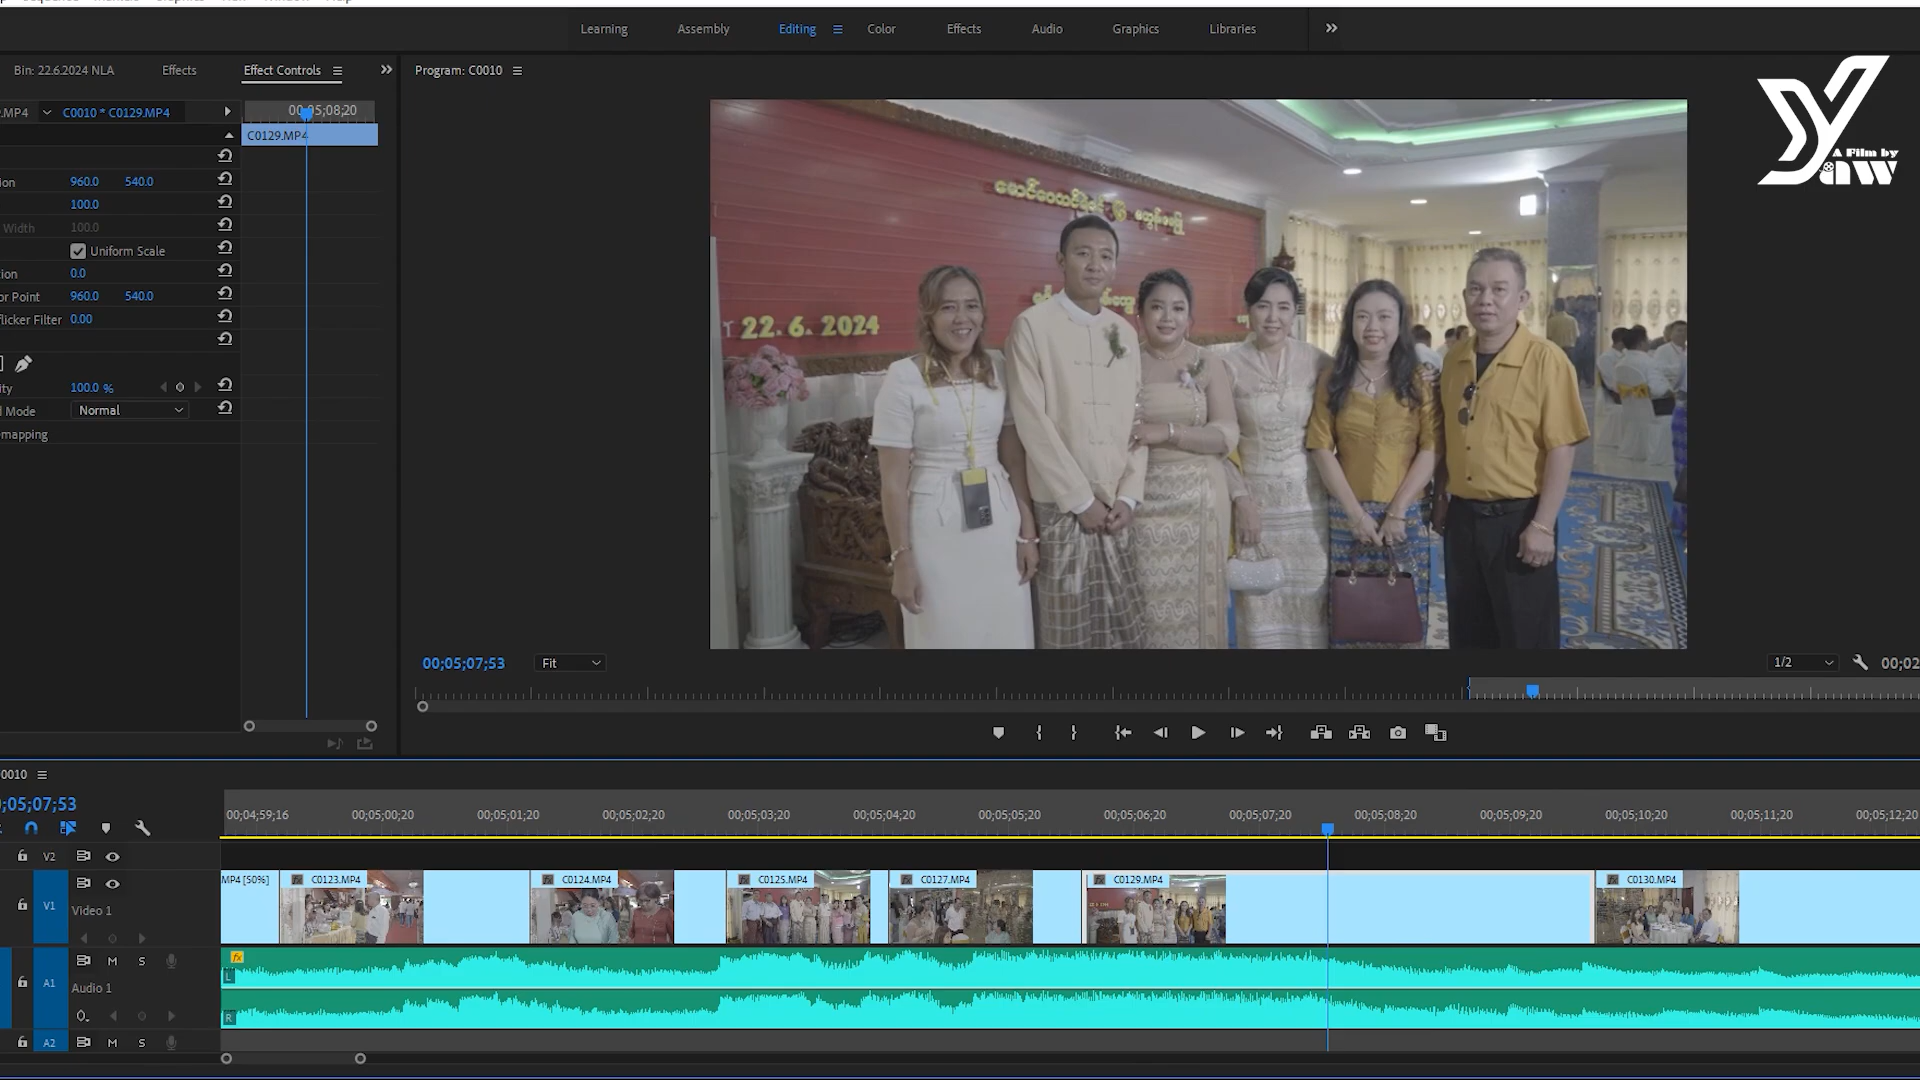 Learning
Assembly
Editing
Color
Effects
Audio
Graphics
Libraries
Bin: 22.6.2024 NLA
Effects
Effect Controls
Program: C0010
.MP4
C0010 * C0129.MP4
00;05;08;20
C0129.MP4
ion 960.0 540.0
100.0
Width 100.0
Uniform Scale
ion 0.0
or Point 960.0 540.0
licker Filter 0.00
ity 100.0 %
d Mode Normal
mapping
22. 6. 2024
A Film by
aw
00;05;07;53
Fit
1/2
00;02
0010
;05;07;53
00;04;59;16
00;05;00;20
00;05;01;20
00;05;02;20
00;05;03;20
00;05;04;20
00;05;05;20
00;05;06;20
00;05;07;20
00;05;08;20
00;05;09;20
00;05;10;20
00;05;11;20
00;05;12;20
V2
MP4 [50%]
C0123.MP4
C0124.MP4
C0125.MP4
C0127.MP4
C0129.MP4
C0130.MP4
V1
Video 1
fx
A1
M S
L
Audio 1
R
A2
M S